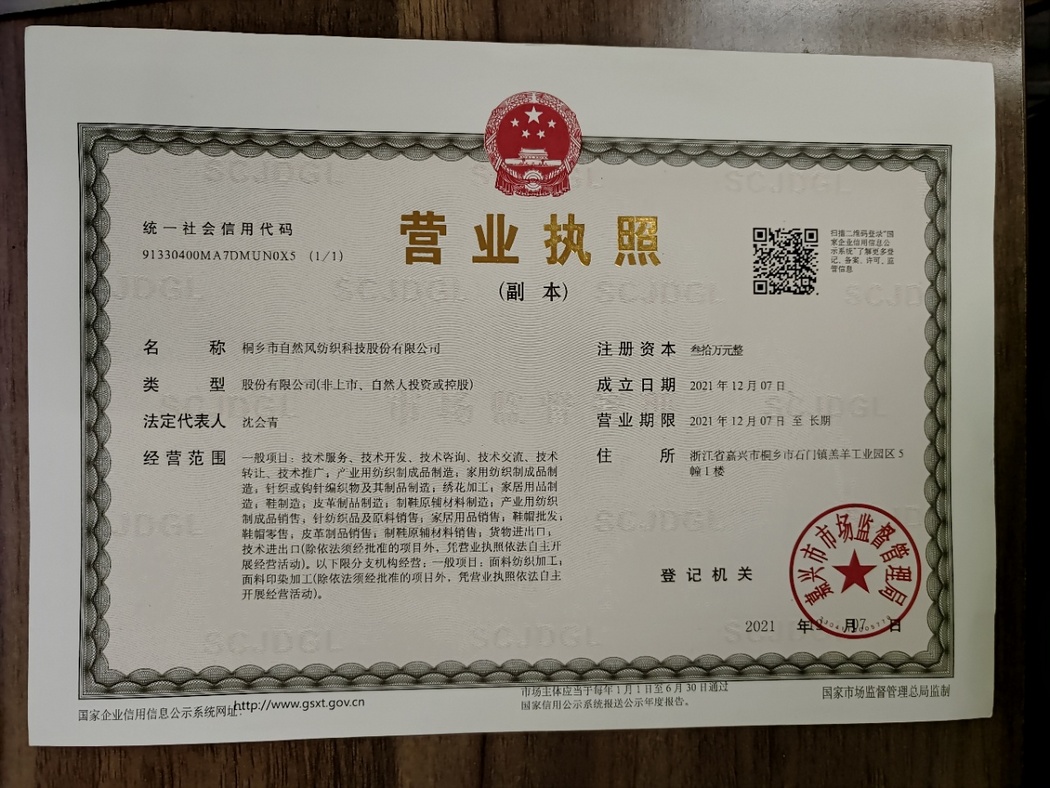 营业执照
(副 本)
统一社会信用代码
91330400MA7DMUN0X5 (1/1)
扫描二维码登录“国
家企业信用信息公
示系统”了解更多登
记、备案、许可、监
管信息
名 称 桐乡市自然风纺织科技股份有限公司
类 型 股份有限公司(非上市、自然人投资或控股)
法定代表人 沈会青
经营范围 一般项目：技术服务、技术开发、技术咨询、技术交流、技术
转让、技术推广；产业用纺织制成品制造；家用纺织制成品制
造；针织或钩针编织物及其制品制造；绣花加工；家居用品制
造；鞋制造；皮革制品制造；制鞋原辅材料制造；产业用纺织
制成品销售；针纺织品及原料销售；家居用品销售；鞋帽批发；
鞋帽零售；皮革制品销售；制鞋原辅材料销售；货物进出口；
技术进出口(除依法须经批准的项目外，凭营业执照依法自主开
展经营活动)。以下限分支机构经营：一般项目：面料纺织加工；
面料印染加工(除依法须经批准的项目外，凭营业执照依法自主
开展经营活动)。
注册资本 叁拾万元整
成立日期 2021年12月07日
营业期限 2021年12月07日 至 长期
住 所 浙江省嘉兴市桐乡市石门镇羔羊工业园区5
幢1楼
登记机关
嘉兴市市场监督管理局
2021 年 12 月 07 日
国家企业信用信息公示系统网址：http://www.gsxt.gov.cn
市场主体应当于每年1月1日至6月30日通过
国家信用公示系统报送公示年度报告。
国家市场监督管理总局监制
SCJDGL